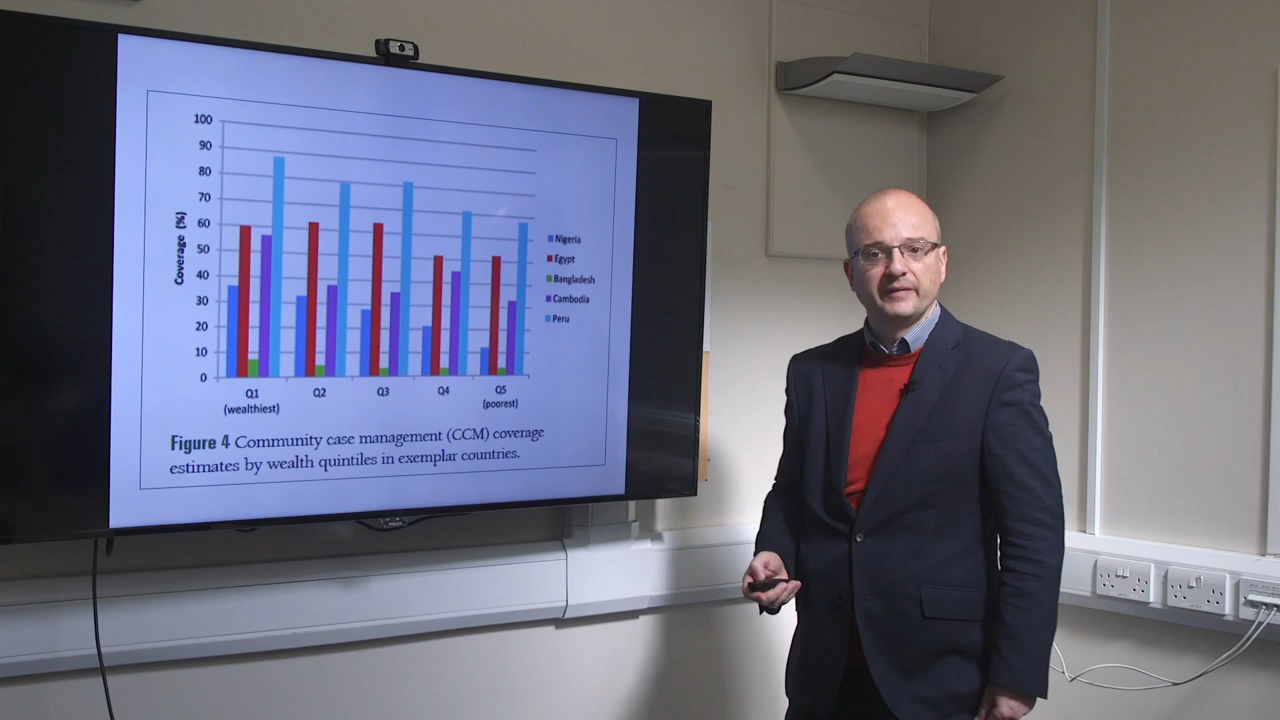 100
90
80
70
60
50
40
30
20
10
0
Coverage (%)
Q1
(wealthiest)
Q2
Q3
Q4
Q5
(poorest)
Nigeria
Egypt
Bangladesh
Cambodia
Peru
Figure 4 Community case management (CCM) coverage
estimates by wealth quintiles in exemplar countries.
PHILIPS